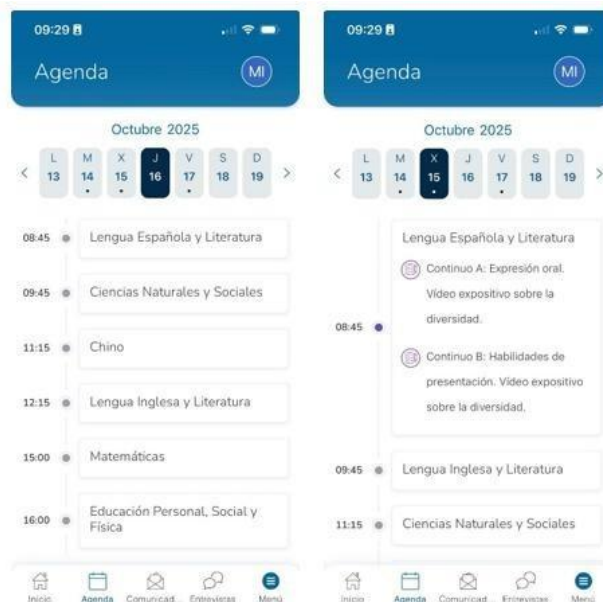 09:29
Agenda
MI
Octubre 2025
L M X J V S D
13 14 15 16 17 18 19
08:45 Lengua Española y Literatura
09:45 Ciencias Naturales y Sociales
11:15 Chino
12:15 Lengua Inglesa y Literatura
15:00 Matemáticas
16:00 Educación Personal, Social y
Física
Inicio Agenda Comunicad... Entrevistas Menú
09:29
Agenda
MI
Octubre 2025
L M X J V S D
13 14 15 16 17 18 19
Lengua Española y Literatura
Continuo A: Expresión oral.
Vídeo expositivo sobre la
diversidad.
08:45
Continuo B: Habilidades de
presentación. Vídeo expositivo
sobre la diversidad.
09:45 Lengua Inglesa y Literatura
11:15 Ciencias Naturales y Sociales
Inicio Agenda Comunicad... Entrevistas Menú